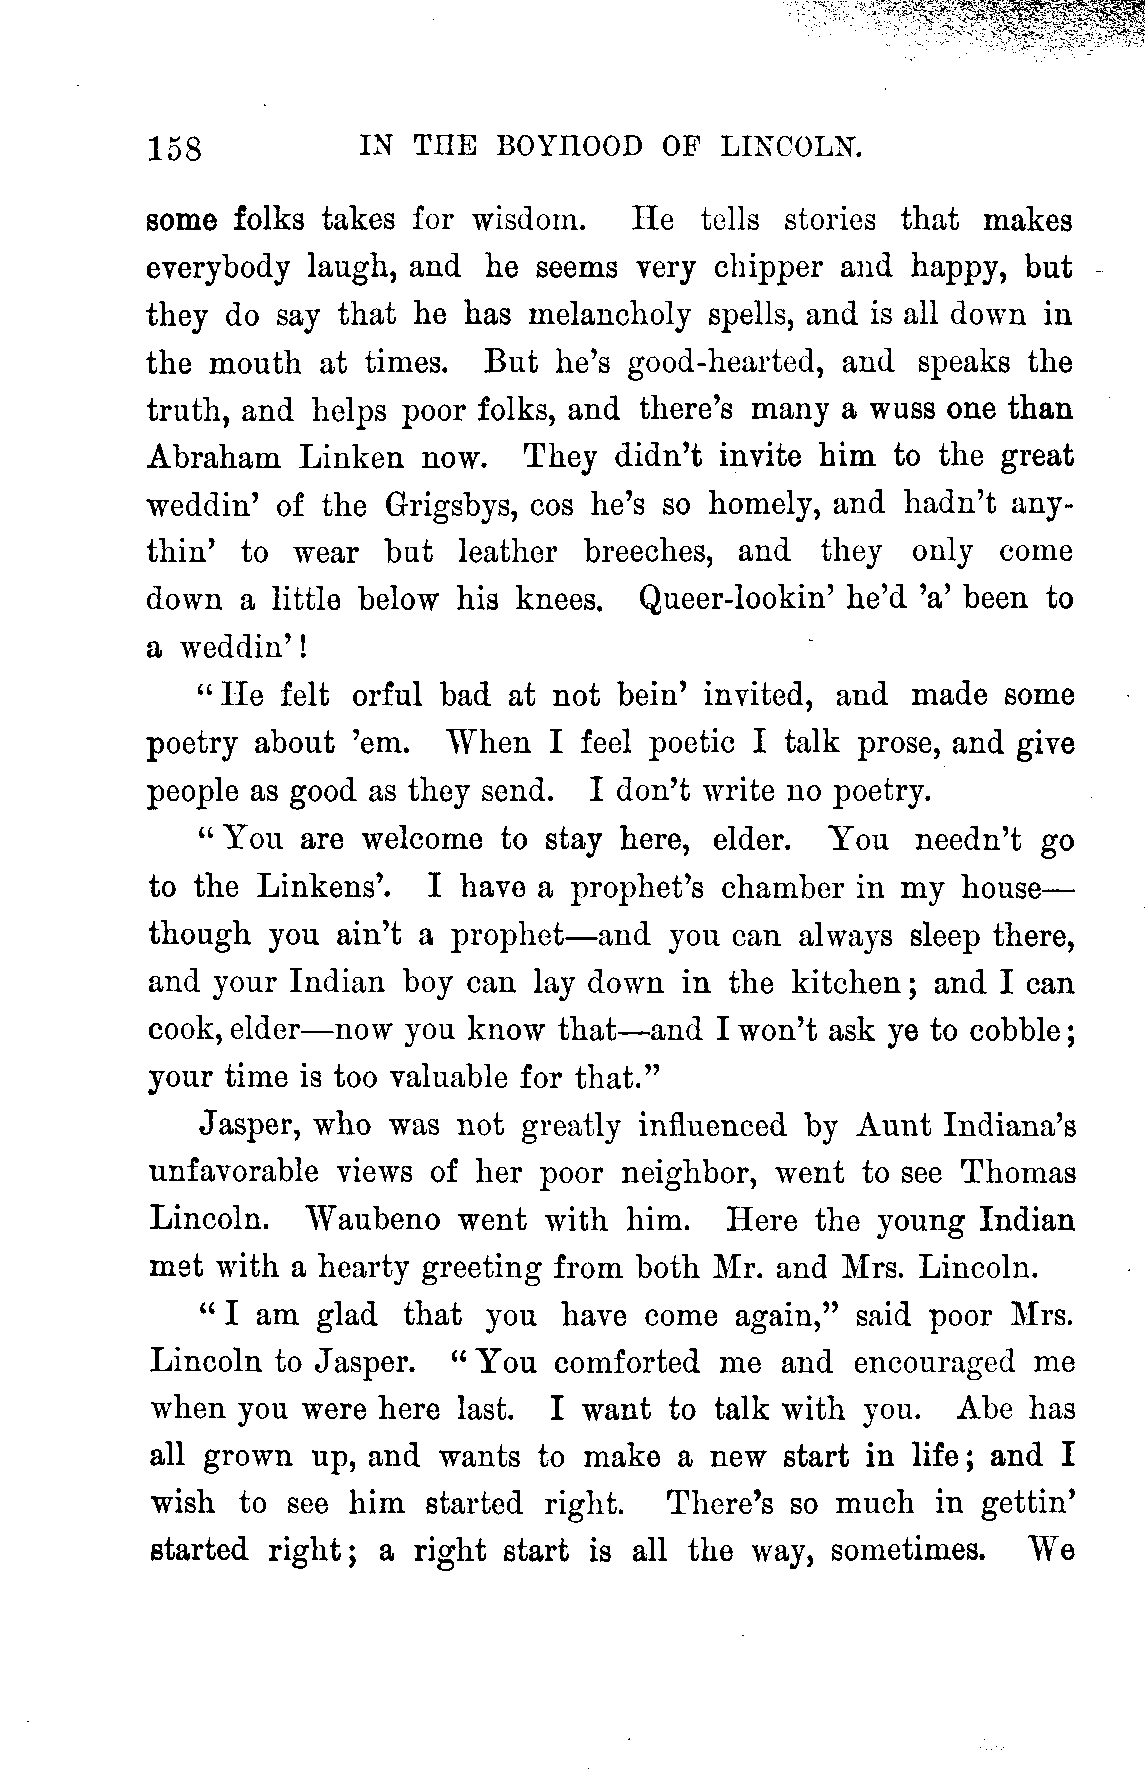 158 IN THE BOYHOOD OF LINCOLN.
some folks takes for wisdom. He tells stories that makes
everybody laugh, and he seems very chipper and happy, but
they do say that he has melancholy spells, and is all down in
the mouth at times. But he's good-hearted, and speaks the
truth, and helps poor folks, and there's many a wuss one than
Abraham Linken now. They didn't invite him to the great
weddin' of the Grigsbys, cos he's so homely, and hadn't any-
thin' to wear but leather breeches, and they only come
down a little below his knees. Queer-lookin' he'd 'a' been to
a weddin'!
"He felt orful bad at not bein' invited, and made some
poetry about 'em. When I feel poetic I talk prose, and give
people as good as they send. I don't write no poetry.
"You are welcome to stay here, elder. You needn't go
to the Linkens'. I have a prophet's chamber in my house—
though you ain't a prophet—and you can always sleep there,
and your Indian boy can lay down in the kitchen; and I can
cook, elder—now you know that—and I won't ask ye to cobble;
your time is too valuable for that."
Jasper, who was not greatly influenced by Aunt Indiana's
unfavorable views of her poor neighbor, went to see Thomas
Lincoln. Waubeno went with him. Here the young Indian
met with a hearty greeting from both Mr. and Mrs. Lincoln.
"I am glad that you have come again," said poor Mrs.
Lincoln to Jasper. "You comforted me and encouraged me
when you were here last. I want to talk with you. Abe has
all grown up, and wants to make a new start in life; and I
wish to see him started right. There's so much in gettin'
started right; a right start is all the way, sometimes. We